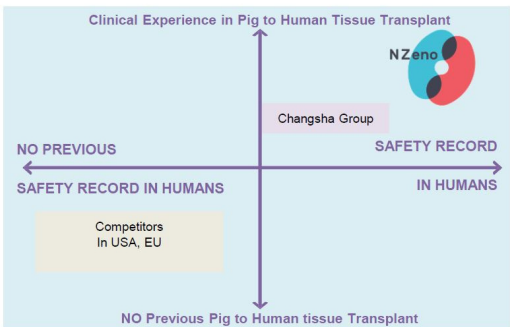 Clinical Experience in Pig to Human Tissue Transplant
NZeno
Changsha Group
NO PREVIOUS
SAFETY RECORD
SAFETY RECORD IN HUMANS
IN HUMANS
Competitors
In USA, EU
NO Previous Pig to Human tissue Transplant